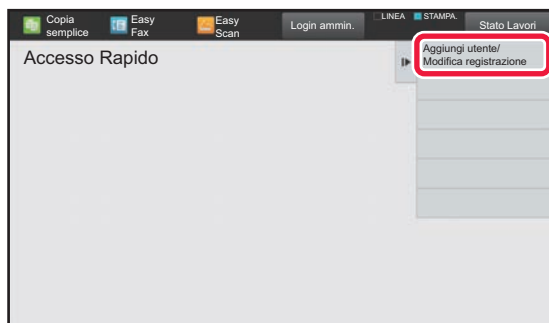 Copia
semplice
Easy
Fax
Easy
Scan
Login ammin.
LINEA
STAMPA.
Stato Lavori
Accesso Rapido
Aggiungi utente/
Modifica registrazione